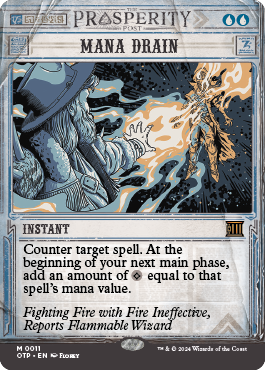 THE
PROSPERITY
POST
MANA DRAIN
INSTANT
Counter target spell. At the
beginning of your next main phase,
add an amount of equal to that
spell's mana value.
Fighting Fire with Fire Ineffective,
Reports Flammable Wizard
M 0011
OTP • EN Florey
™ & © 2024 Wizards of the Coast